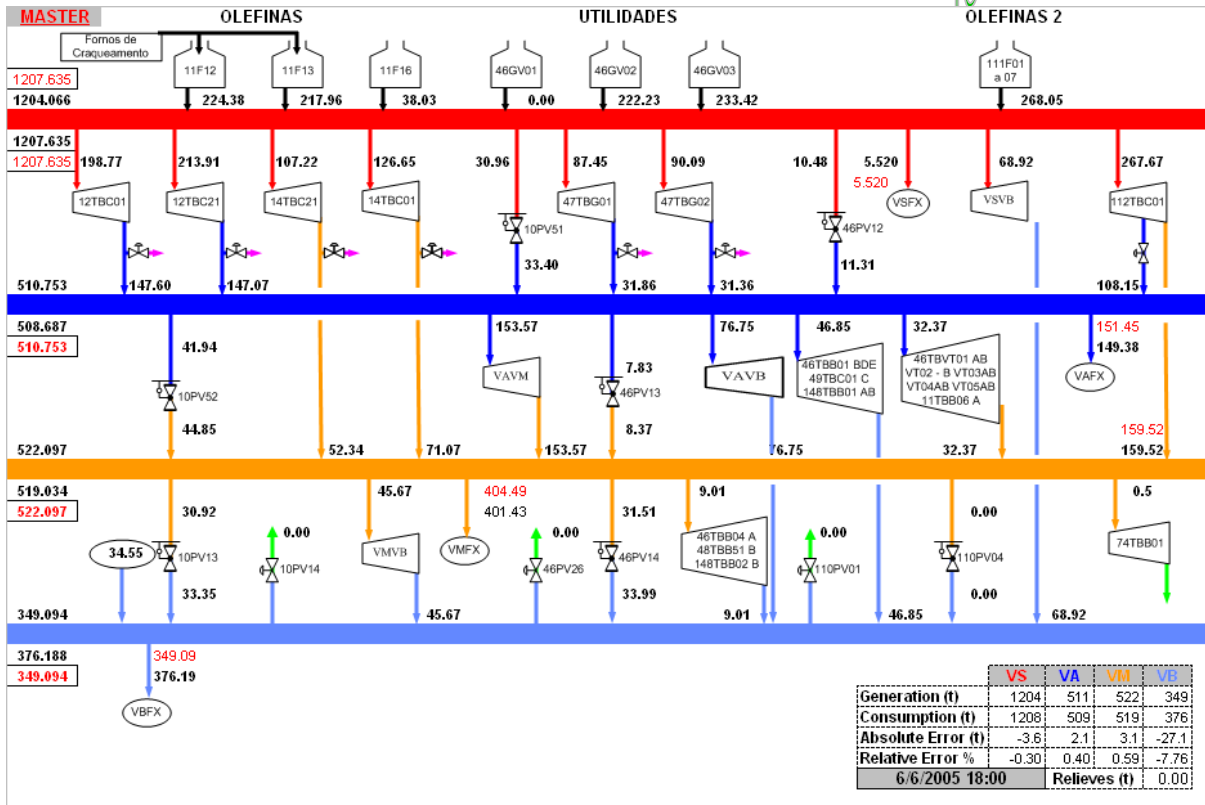 MASTER OLEFINAS UTILIDADES OLEFINAS 2
Fornos de
Craqueamento
11F12 11F13 11F16 46GV01 46GV02 46GV03 111F01
a 07
1207.635
1204.066 224.38 217.96 38.03 0.00 222.23 233.42 268.05
1207.635
1207.635 198.77 213.91 107.22 126.65 30.96 87.45 90.09 10.48 5.520 68.92 267.67
5.520
12TBC01 12TBC21 14TBC21 14TBC01 47TBG01 47TBG02 VSFX VSVB 112TBC01
10PV51 46PV12
33.40 11.31
510.753 147.60 147.07 31.86 31.36 108.15
508.687 153.57 76.75 46.85 32.37 151.45
510.753 41.94 149.38
7.83
VAVM VAVB VAFX
46TBB01 BDE
49TBC01 C
148TBB01 AB
46TBVT01 AB
VT02 - B VT03AB
VT04AB VT05AB
11TBB06 A
10PV52 46PV13
44.85 8.37 159.52
522.097 52.34 71.07 153.57 76.75 32.37 159.52
519.034 45.67 404.49 9.01 0.5
522.097 30.92 401.43 31.51 0.00
0.00 0.00 0.00
34.55 10PV13 10PV14 VMVB VMFX 46PV26 46PV14 110PV01 110PV04 74TBB01
46TBB04 A
48TBB51 B
148TBB02 B
33.35 33.99 0.00
349.094 45.67 9.01 46.85 68.92
376.188 349.09
349.094 376.19
VBFX
VS VA VM VB
Generation (t) 1204 511 522 349
Consumption (t) 1208 509 519 376
Absolute Error (t) -3.6 2.1 3.1 -27.1
Relative Error % -0.30 0.40 0.59 -7.76
6/6/2005 18:00 Relieves (t) 0.00